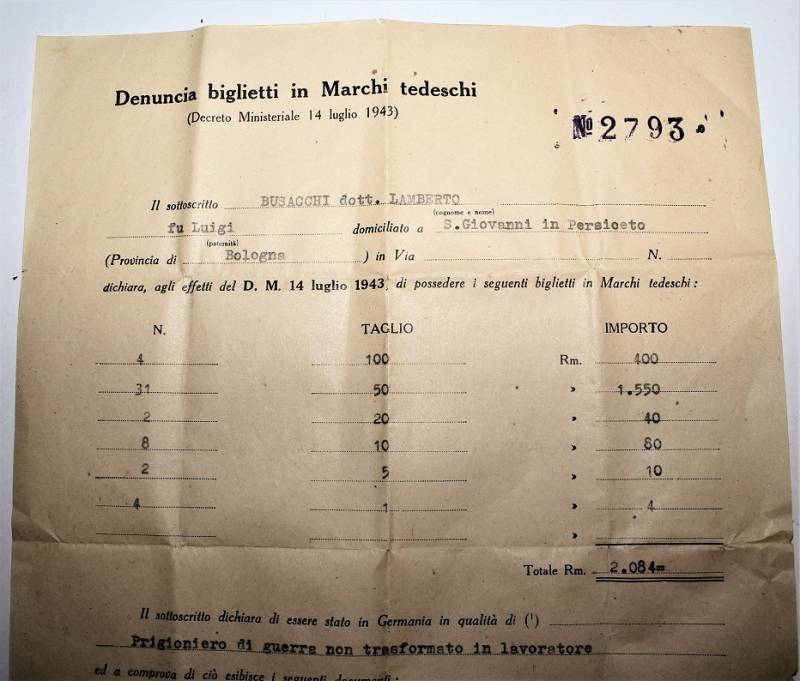 Denuncia biglietti in Marchi tedeschi
(Decreto Ministeriale 14 luglio 1943)
Nº 2793
Il sottoscritto BUSACCHI dott. LAMBERTO
(cognome e nome)
fu Luigi domiciliato a S.Giovanni in Persiceto
(paternità)
(Provincia di Bologna ) in Via N.
dichiara, agli effetti del D. M. 14 luglio 1943, di possedere i seguenti biglietti in Marchi tedeschi :
N. TAGLIO IMPORTO
4 100 Rm. 400
31 50 » 1.550
2 20 » 40
8 10 » 80
2 5 » 10
4 1 » 4
»
Totale Rm. 2.084=
Il sottoscritto dichiara di essere stato in Germania in qualità di (¹)
Prigioniero di guerra non trasformato in lavoratore
ed a comprova di ciò esibisce i seguenti documenti :